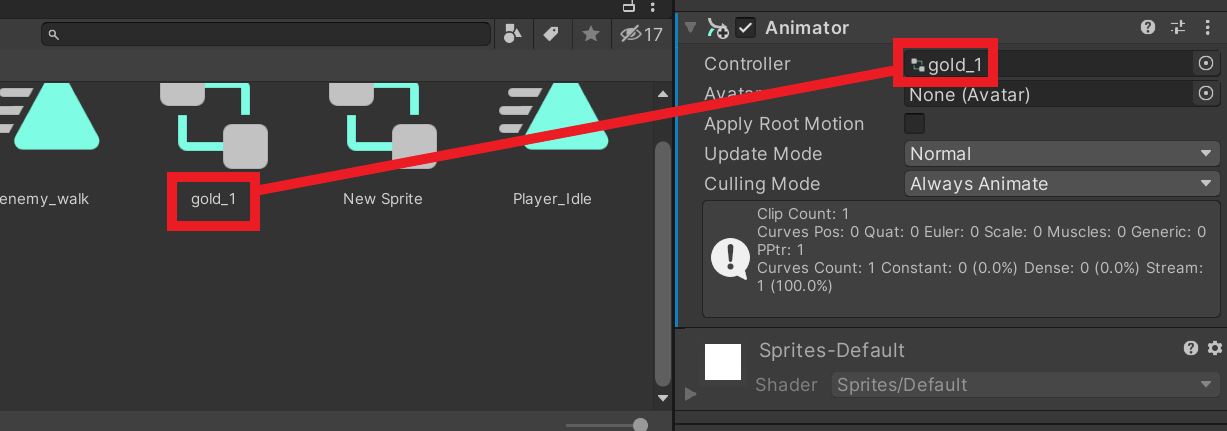 17
enemy_walk
gold_1
New Sprite
Player_Idle
Animator
Controller
gold_1
Avata
None (Avatar)
Apply Root Motion
Update Mode
Normal
Culling Mode
Always Animate
Clip Count: 1
Curves Pos: 0 Quat: 0 Euler: 0 Scale: 0 Muscles: 0 Generic: 0
PPtr: 1
Curves Count: 1 Constant: 0 (0.0%) Dense: 0 (0.0%) Stream:
1 (100.0%)
Sprites-Default
Shader
Sprites/Default